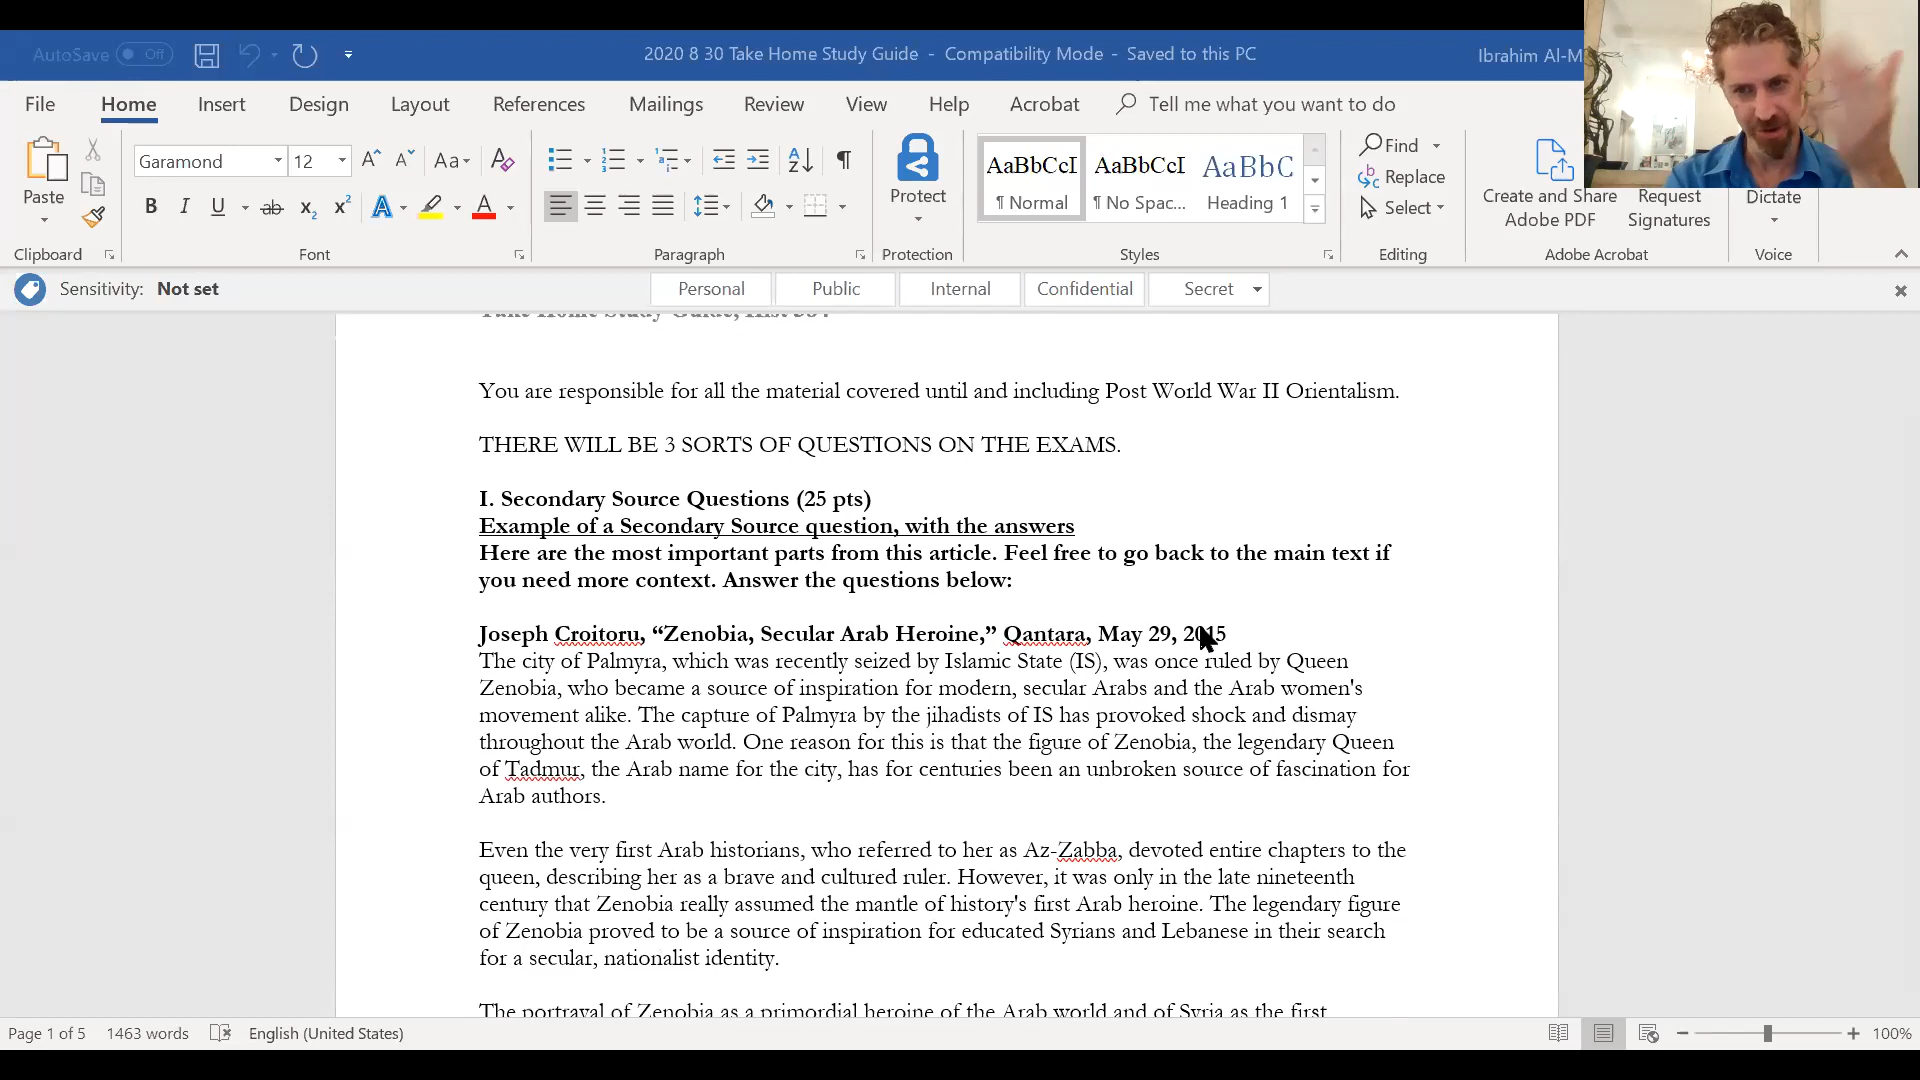 AutoSave Off
2020 8 30 Take Home Study Guide - Compatibility Mode - Saved to this PC
Ibrahim Al-M
File Home Insert Design Layout References Mailings Review View Help Acrobat Tell me what you want to do
Paste
Clipboard
Garamond 12
Aa
B I U ab x₂ x² A A
Font
Paragraph
Protect
Protection
AaBbCcI AaBbCcI AaBbC
¶ Normal ¶ No Spac... Heading 1
Styles
Find
Replace
Select
Editing
Create and Share
Adobe PDF
Request
Signatures
Adobe Acrobat
Dictate
Voice
Sensitivity: Not set
Personal Public Internal Confidential Secret
Take Home Study Guide, Hist
You are responsible for all the material covered until and including Post World War II Orientalism.
THERE WILL BE 3 SORTS OF QUESTIONS ON THE EXAMS.
I. Secondary Source Questions (25 pts)
Example of a Secondary Source question, with the answers
Here are the most important parts from this article. Feel free to go back to the main text if
you need more context. Answer the questions below:
Joseph Croitoru, “Zenobia, Secular Arab Heroine,” Qantara, May 29, 2015
The city of Palmyra, which was recently seized by Islamic State (IS), was once ruled by Queen
Zenobia, who became a source of inspiration for modern, secular Arabs and the Arab women's
movement alike. The capture of Palmyra by the jihadists of IS has provoked shock and dismay
throughout the Arab world. One reason for this is that the figure of Zenobia, the legendary Queen
of Tadmur, the Arab name for the city, has for centuries been an unbroken source of fascination for
Arab authors.
Even the very first Arab historians, who referred to her as Az-Zabba, devoted entire chapters to the
queen, describing her as a brave and cultured ruler. However, it was only in the late nineteenth
century that Zenobia really assumed the mantle of history's first Arab heroine. The legendary figure
of Zenobia proved to be a source of inspiration for educated Syrians and Lebanese in their search
for a secular, nationalist identity.
The portrayal of Zenobia as a primordial heroine of the Arab world and of Syria as the first
Page 1 of 5 1463 words English (United States) 100%